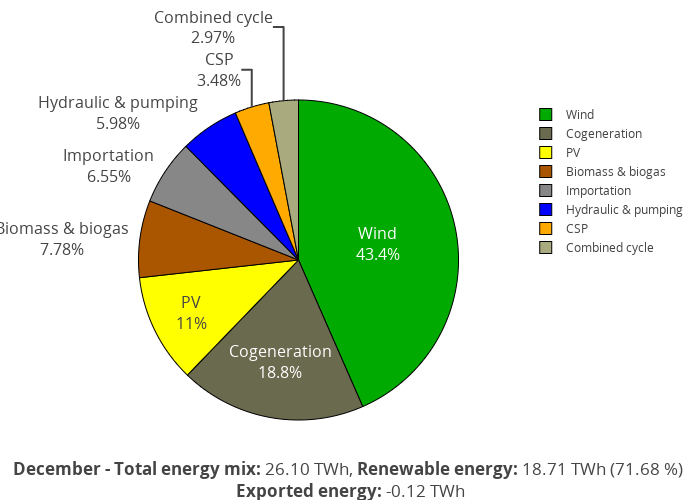 Combined cycle
2.97%
CSP
3.48%
Hydraulic & pumping
5.98%
Importation
6.55%
Biomass & biogas
7.78%
PV
11%
Cogeneration
18.8%
Wind
43.4%
Wind
Cogeneration
PV
Biomass & biogas
Importation
Hydraulic & pumping
CSP
Combined cycle
December - Total energy mix: 26.10 TWh, Renewable energy: 18.71 TWh (71.68 %)
Exported energy: -0.12 TWh